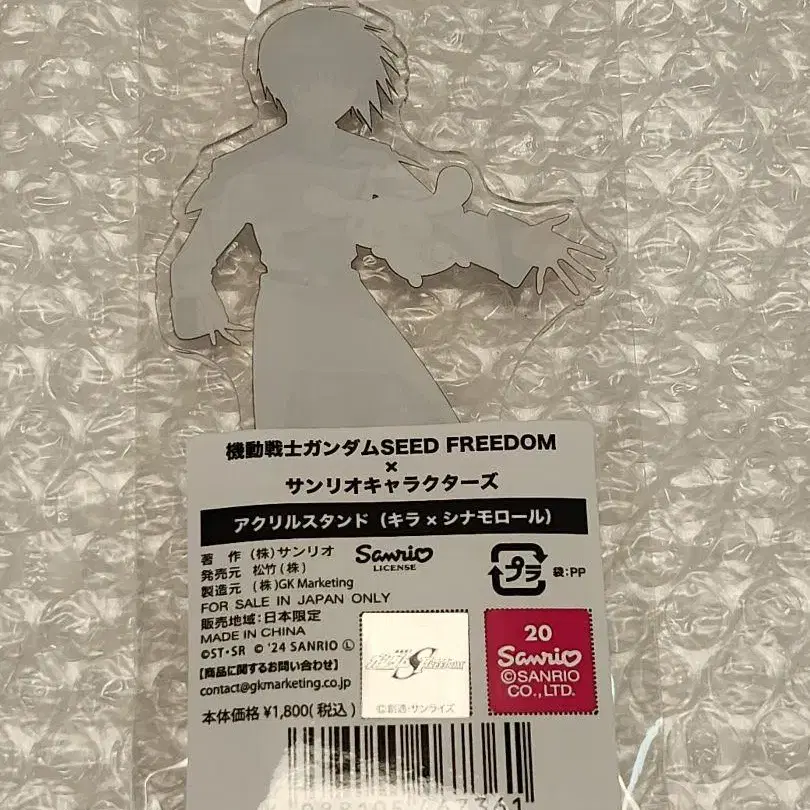 機動戦士ガンダムSEED FREEDOM
×
サンリオキャラクターズ
アクリルスタンド（キラ×シナモロール）
著　作 (株)サンリオ
発売元　松竹(株)
製造元　(株)GK Marketing
FOR SALE IN JAPAN ONLY
販売地域:日本限定
MADE IN CHINA
©ST・SR © '24 SANRIO Ⓛ
【商品に関するお問い合わせ】
contact@gkmarketing.co.jp
本体価格 ¥1,800(税込)
Sanrio
LICENSE
プラ
袋:PP
©創通・サンライズ
20
Sanrio
©SANRIO
CO.,LTD.